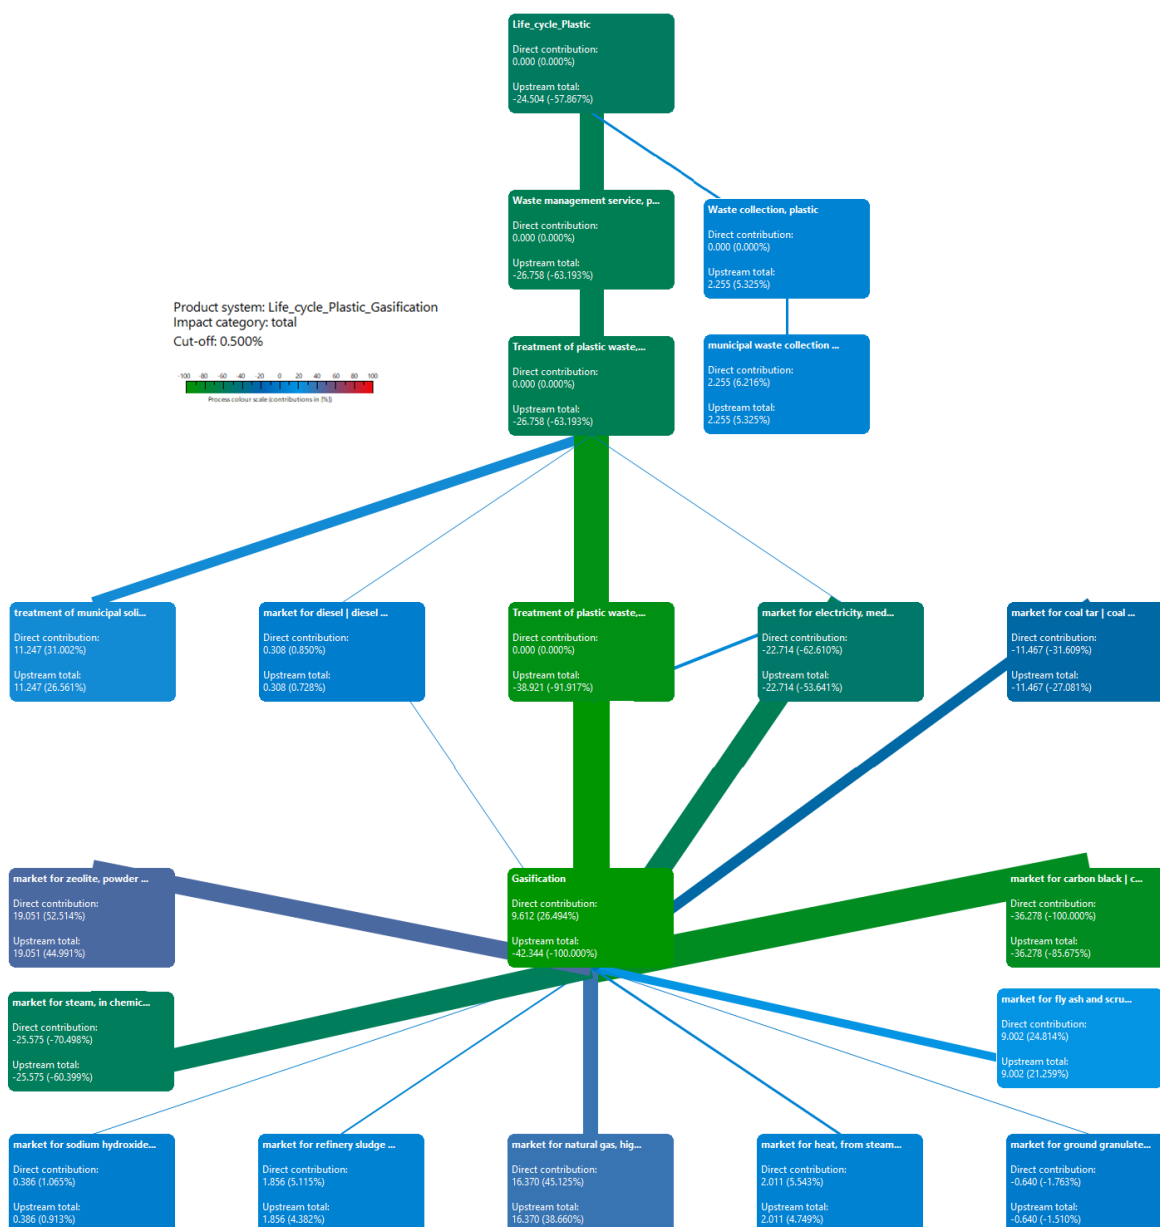 Life_cycle_Plastic
Direct contribution:
0.000 (0.000%)
Upstream total:
-24.504 (-57.867%)
Waste management service, p...
Direct contribution:
0.000 (0.000%)
Upstream total:
-26.758 (-63.193%)
Waste collection, plastic
Direct contribution:
0.000 (0.000%)
Upstream total:
2.255 (5.325%)
Product system: Life_cycle_Plastic_Gasification
Impact category: total
Cut-off: 0.500%
-100 -80 -60 -40 -20 0 20 40 60 80 100
Process colour scale (contributions in [%])
Treatment of plastic waste,...
Direct contribution:
0.000 (0.000%)
Upstream total:
-26.758 (-63.193%)
municipal waste collection ...
Direct contribution:
2.255 (6.216%)
Upstream total:
2.255 (5.325%)
treatment of municipal soli...
Direct contribution:
11.247 (31.002%)
Upstream total:
11.247 (26.561%)
market for diesel | diesel ...
Direct contribution:
0.308 (0.850%)
Upstream total:
0.308 (0.728%)
Treatment of plastic waste,...
Direct contribution:
0.000 (0.000%)
Upstream total:
-38.921 (-91.917%)
market for electricity, med...
Direct contribution:
-22.714 (-62.610%)
Upstream total:
-22.714 (-53.641%)
market for coal tar | coal ...
Direct contribution:
-11.467 (-31.609%)
Upstream total:
-11.467 (-27.081%)
market for zeolite, powder ...
Direct contribution:
19.051 (52.514%)
Upstream total:
19.051 (44.991%)
Gasification
Direct contribution:
9.612 (26.494%)
Upstream total:
-42.344 (-100.000%)
market for carbon black | c...
Direct contribution:
-36.278 (-100.000%)
Upstream total:
-36.278 (-85.675%)
market for steam, in chemic...
Direct contribution:
-25.575 (-70.498%)
Upstream total:
-25.575 (-60.399%)
market for fly ash and scru...
Direct contribution:
9.002 (24.814%)
Upstream total:
9.002 (21.259%)
market for sodium hydroxide...
Direct contribution:
0.386 (1.065%)
Upstream total:
0.386 (0.913%)
market for refinery sludge ...
Direct contribution:
1.856 (5.115%)
Upstream total:
1.856 (4.382%)
market for natural gas, hig...
Direct contribution:
16.370 (45.125%)
Upstream total:
16.370 (38.660%)
market for heat, from steam...
Direct contribution:
2.011 (5.543%)
Upstream total:
2.011 (4.749%)
market for ground granulate...
Direct contribution:
-0.640 (-1.763%)
Upstream total:
-0.640 (-1.510%)